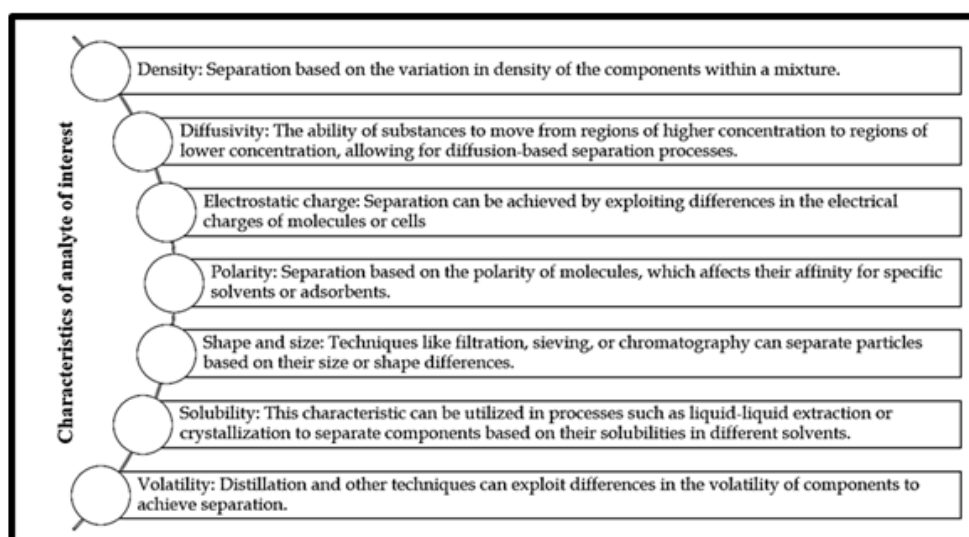 Characteristics of analyte of interest
Density: Separation based on the variation in density of the components within a mixture.
Diffusivity: The ability of substances to move from regions of higher concentration to regions of
lower concentration, allowing for diffusion-based separation processes.
Electrostatic charge: Separation can be achieved by exploiting differences in the electrical
charges of molecules or cells
Polarity: Separation based on the polarity of molecules, which affects their affinity for specific
solvents or adsorbents.
Shape and size: Techniques like filtration, sieving, or chromatography can separate particles
based on their size or shape differences.
Solubility: This characteristic can be utilized in processes such as liquid-liquid extraction or
crystallization to separate components based on their solubilities in different solvents.
Volatility: Distillation and other techniques can exploit differences in the volatility of components to
achieve separation.